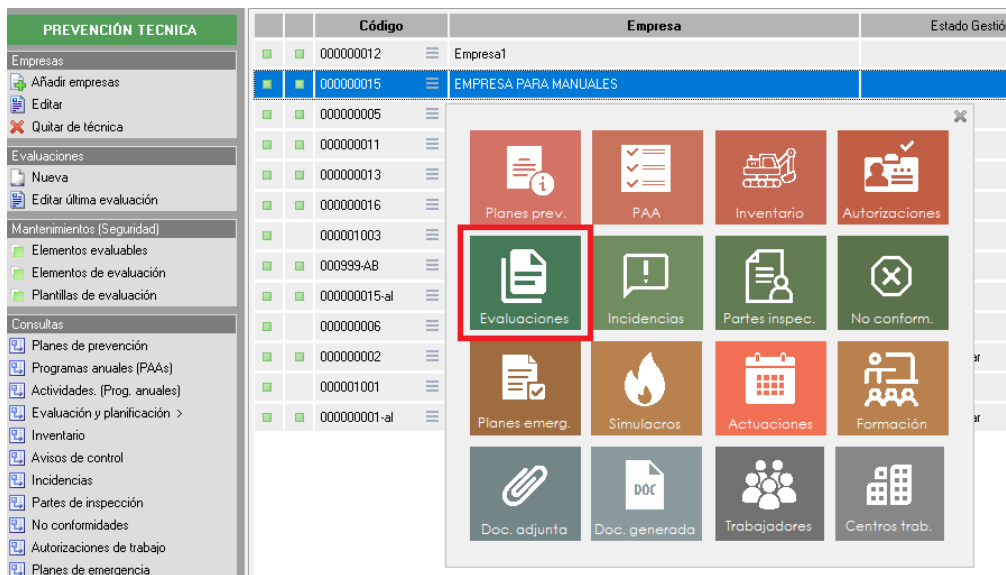 PREVENCIÓN TECNICA
Empresas
Añadir empresas
Editar
Quitar de técnica
Evaluaciones
Nueva
Editar última evaluación
Mantenimientos (Seguridad)
Elementos evaluables
Elementos de evaluación
Plantillas de evaluación
Consultas
Planes de prevención
Programas anuales (PAAs)
Actividades. (Prog. anuales)
Evaluación y planificación >
Inventario
Avisos de control
Incidencias
Partes de inspección
No conformidades
Autorizaciones de trabajo
Planes de emergencia
Código Empresa Estado Gestió
000000012 Empresa1
000000015 EMPRESA PARA MANUALES
000000005
000000011
000000013
000000016
000001003
000999-AB
000000015-al
000000006
000000002
000001001
000000001-al
Planes prev. PAA Inventario Autorizaciones
Evaluaciones Incidencias Partes inspec. No conform.
Planes emerg. Simulacros Actuaciones Formación
DOC
Doc. adjunta Doc. generada Trabajadores Centros trab.
ar
ar